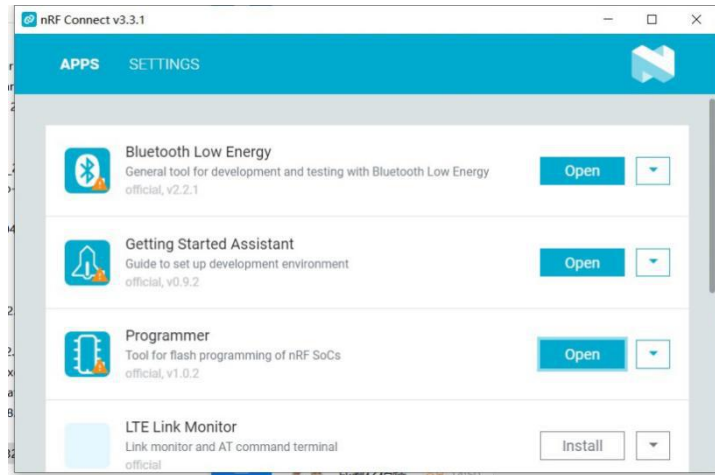 nRF Connect v3.3.1
APPS SETTINGS
Bluetooth Low Energy
General tool for development and testing with Bluetooth Low Energy
official, v2.2.1
Open
Getting Started Assistant
Guide to set up development environment
official, v0.9.2
Open
Programmer
Tool for flash programming of nRF SoCs
official, v1.0.2
Open
LTE Link Monitor
Link monitor and AT command terminal
official
Install